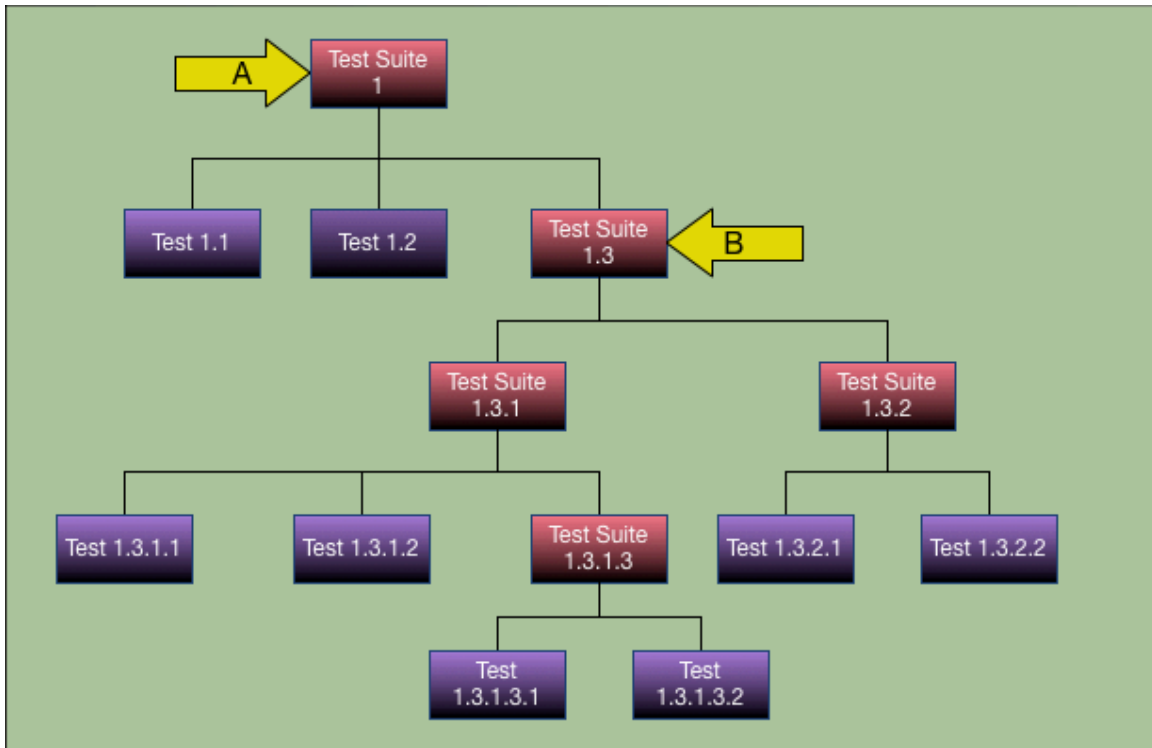 A
Test Suite
1
Test 1.1
Test 1.2
Test Suite
1.3
B
Test Suite
1.3.1
Test Suite
1.3.2
Test 1.3.1.1
Test 1.3.1.2
Test Suite
1.3.1.3
Test 1.3.2.1
Test 1.3.2.2
Test
1.3.1.3.1
Test
1.3.1.3.2